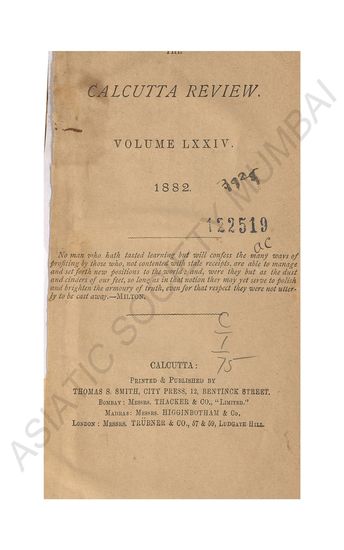 THE
CALCUTTA REVIEW.
VOLUME LXXIV.
1882.
122519
ac
No man who hath tasted learning but will confess the many ways of
profiting by those who, not contented with stale receipts, are able to manage
and set forth new positions to the world: and, were they but as the dust
and cinders of our feet, so long as in that notion they may yet serve to polish
and brighten the armoury of truth, even for that respect they were not utter-
ly to be cast away.—MILTON.
C
1
75
CALCUTTA:
PRINTED & PUBLISHED BY
THOMAS S. SMITH, CITY PRESS, 12, BENTINCK STREET.
BOMBAY: MESSRS. THACKER & CO., "LIMITED."
MADRAS: MESSRS. HIGGINBOTHAM & CO.
LONDON: MESSRS. TRÜBNER & CO., 57 & 59, LUDGATE HILL.
ASIATIC SOCIETY MUMBAI